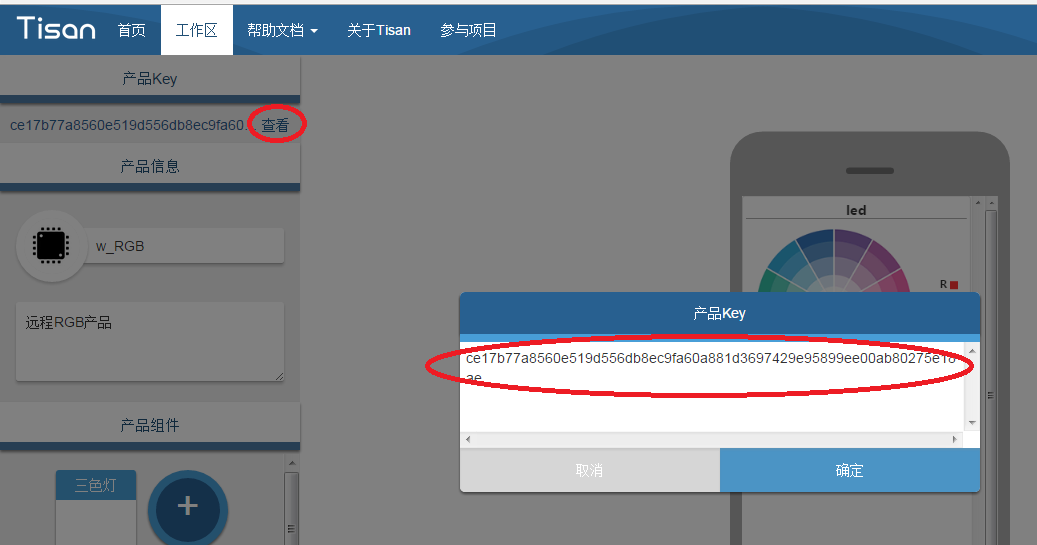 Tisan 首页 工作区 帮助文档 关于Tisan 参与项目
产品Key
ce17b77a8560e519d556db8ec9fa60... 查看
产品信息
w_RGB
远程RGB产品
产品组件
三色灯
+
led
R
产品Key
ce17b77a8560e519d556db8ec9fa60a881d3697429e95899ee00ab80275e1d
ae
取消 确定